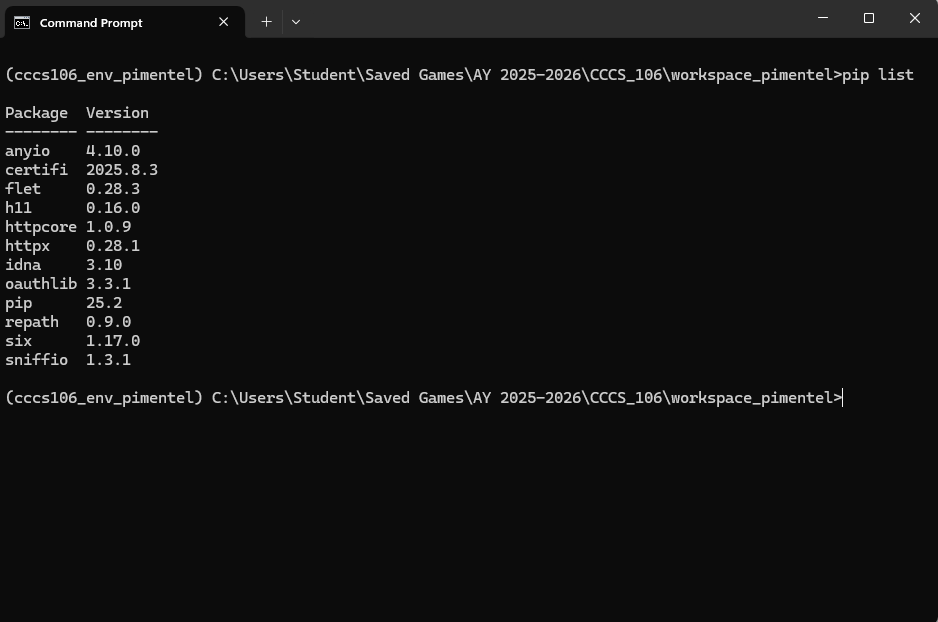 Command Prompt
(cccs106_env_pimentel) C:\Users\Student\Saved Games\AY 2025-2026\CCCS_106\workspace_pimentel>pip list
Package  Version
-------- --------
anyio    4.10.0
certifi  2025.8.3
flet     0.28.3
h11      0.16.0
httpcore 1.0.9
httpx    0.28.1
idna     3.10
oauthlib 3.3.1
pip      25.2
repath   0.9.0
six      1.17.0
sniffio  1.3.1
(cccs106_env_pimentel) C:\Users\Student\Saved Games\AY 2025-2026\CCCS_106\workspace_pimentel>